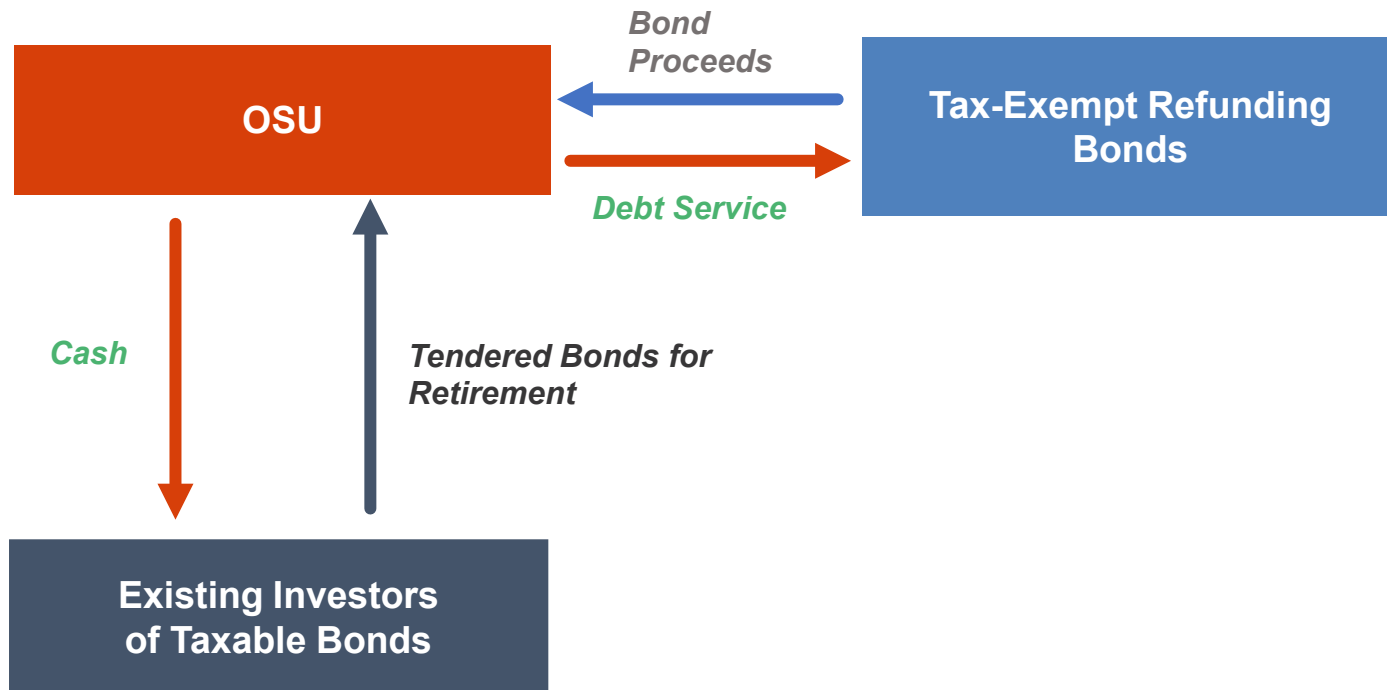 Bond
Proceeds
OSU
Tax-Exempt Refunding
Bonds
Debt Service
Cash
Tendered Bonds for
Retirement
Existing Investors
of Taxable Bonds